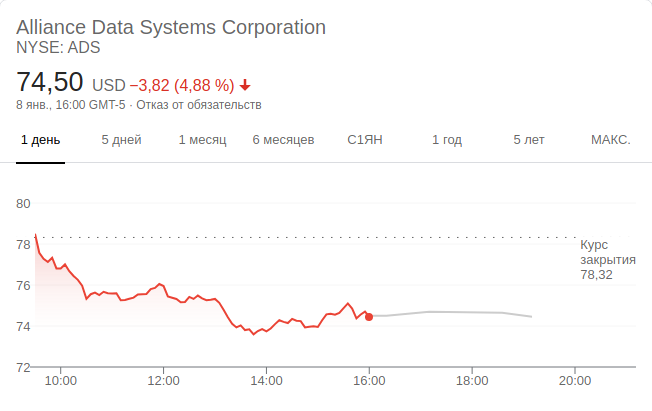 Alliance Data Systems Corporation
NYSE: ADS
74,50 USD −3,82 (4,88 %)
8 янв., 16:00 GMT-5 · Отказ от обязательств
1 день 5 дней 1 месяц 6 месяцев С1ЯН 1 год 5 лет МАКС.
80
78
76
74
72
Курс
закрытия
78,32
10:00 12:00 14:00 16:00 18:00 20:00